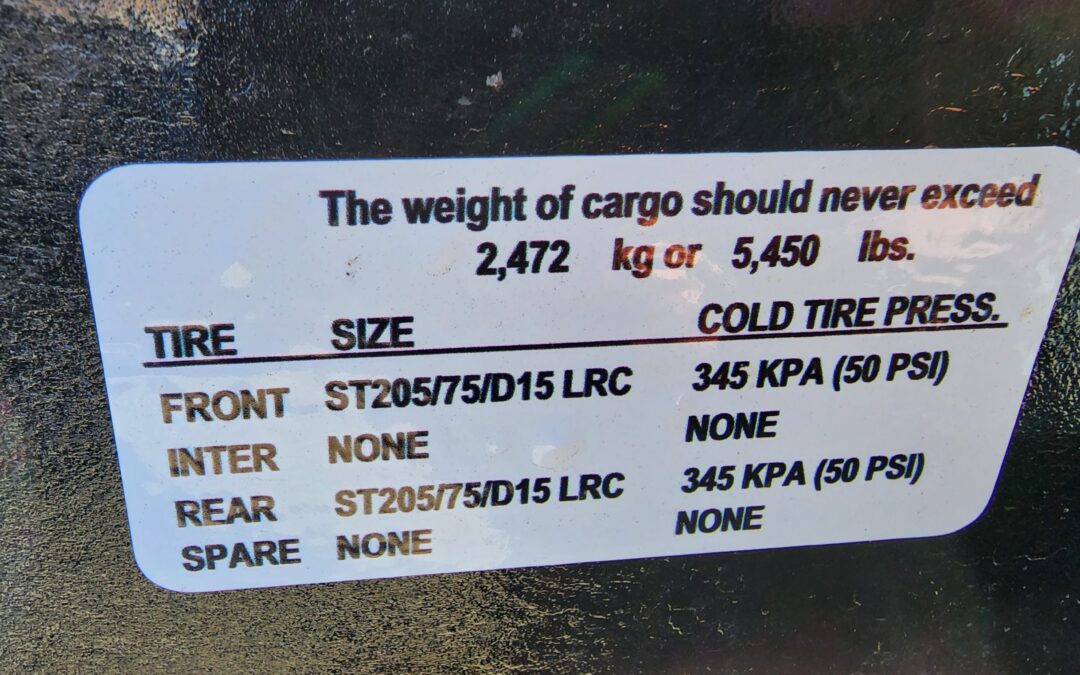 The weight of cargo should never exceed
2,472 kg or 5,450 lbs.
TIRE SIZE COLD TIRE PRESS.
FRONT ST205/75/D15 LRC 345 KPA (50 PSI)
INTER NONE NONE
REAR ST205/75/D15 LRC 345 KPA (50 PSI)
SPARE NONE NONE